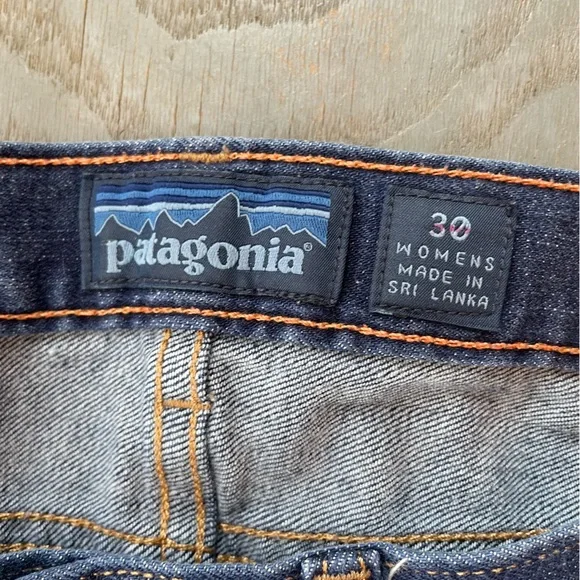 patagonia®
30
WOMENS
MADE IN
SRI LANKA